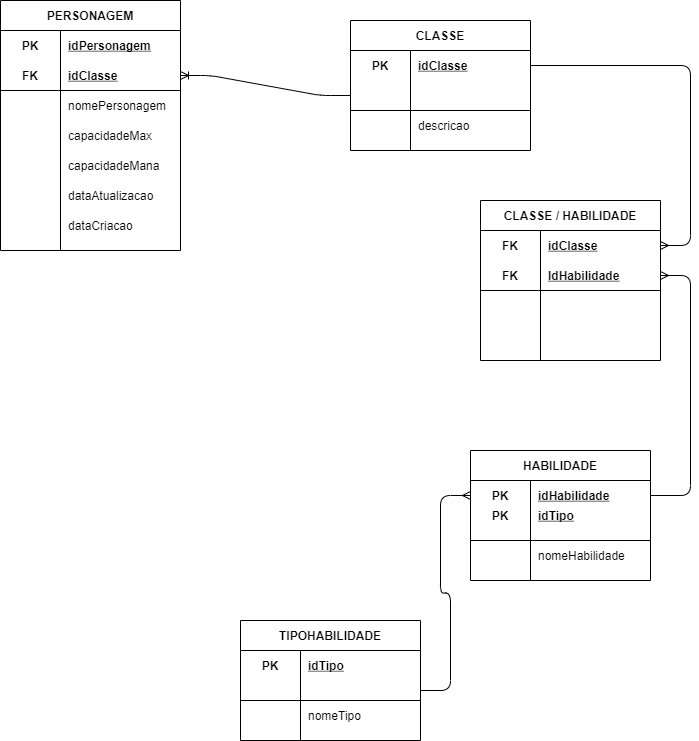 PERSONAGEM
PK idPersonagem
FK idClasse
nomePersonagem
capacidadeMax
capacidadeMana
dataAtualizacao
dataCriacao
CLASSE
PK idClasse
descricao
CLASSE / HABILIDADE
FK idClasse
FK IdHabilidade
HABILIDADE
PK idHabilidade
PK idTipo
nomeHabilidade
TIPOHABILIDADE
PK idTipo
nomeTipo